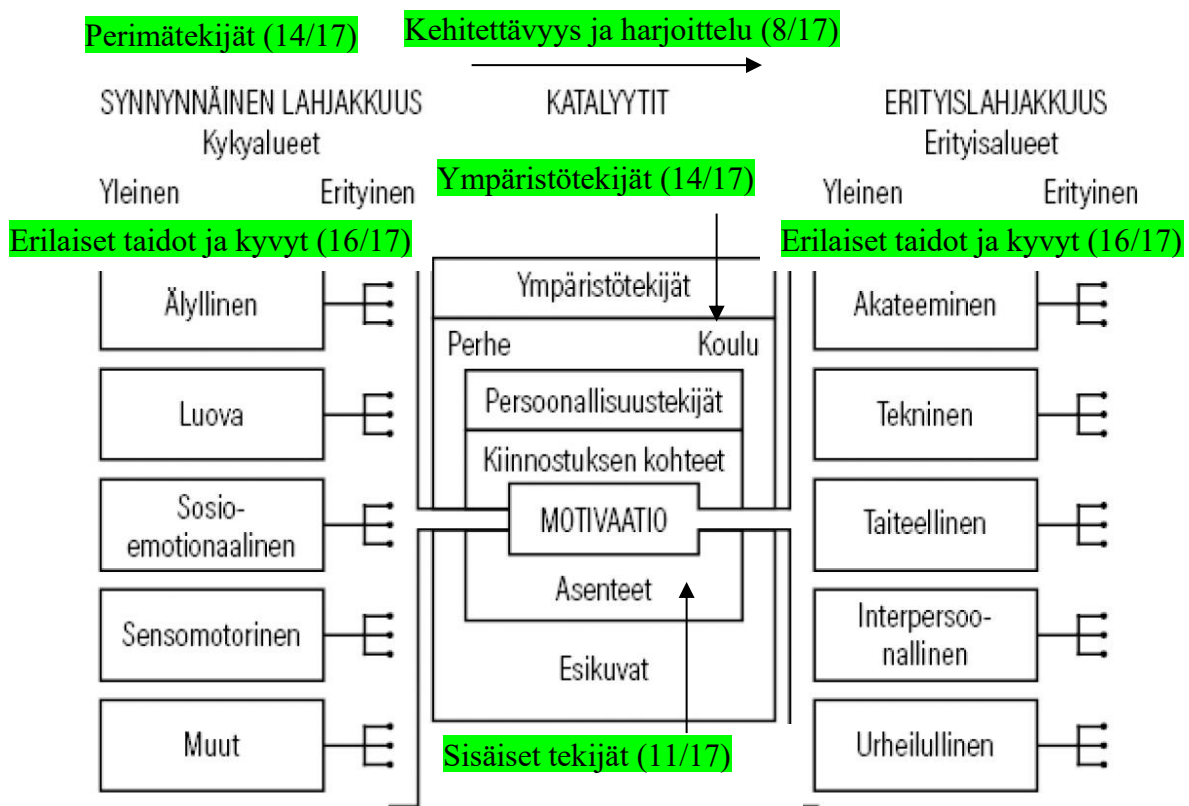 Perimätekijät (14/17)
Kehitettävyys ja harjoittelu (8/17)
SYNNYNNÄINEN LAHJAKKUUS
Kykyalueet
KATALYYTIT
ERITYISLAHJAKKUUS
Erityisalueet
Yleinen
Erityinen
Ympäristötekijät (14/17)
Yleinen
Erityinen
Erilaiset taidot ja kyvyt (16/17)
Erilaiset taidot ja kyvyt (16/17)
Älyllinen
Luova
Sosio-
emotionaalinen
Sensomotorinen
Muut
Ympäristötekijät
Perhe
Koulu
Persoonallisuustekijät
Kiinnostuksen kohteet
MOTIVAATIO
Asenteet
Esikuvat
Sisäiset tekijät (11/17)
Akateeminen
Tekninen
Taiteellinen
Interpersoo-
nallinen
Urheilullinen